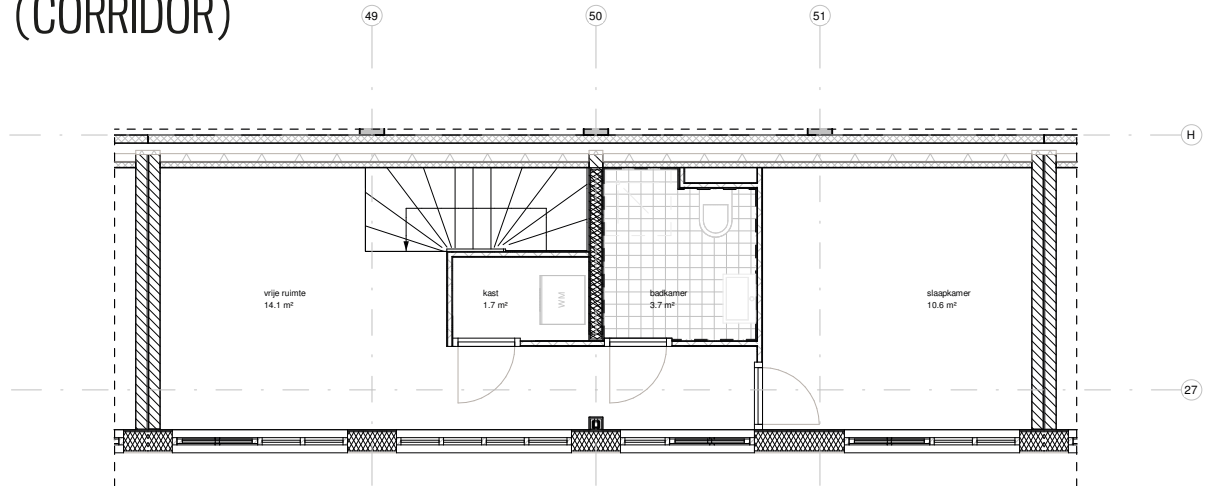 (CORRIDOR)
49
50
51
H
vrije ruimte
14.1 m²
kast
1.7 m²
WM
badkamer
3.7 m²
slaapkamer
10.6 m²
27